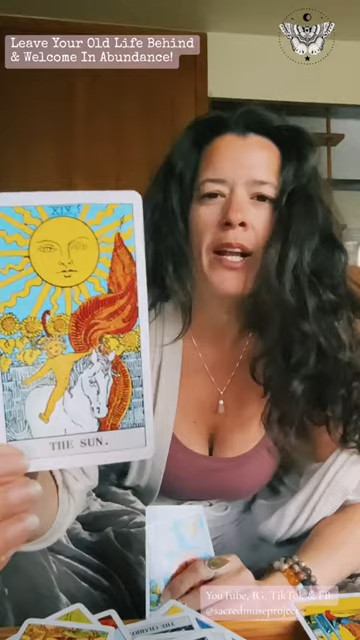 Leave Your Old Life Behind
& Welcome In Abundance!
THE SUN.
YouTube, IG, TikTok & FB
@sacredmuseproject